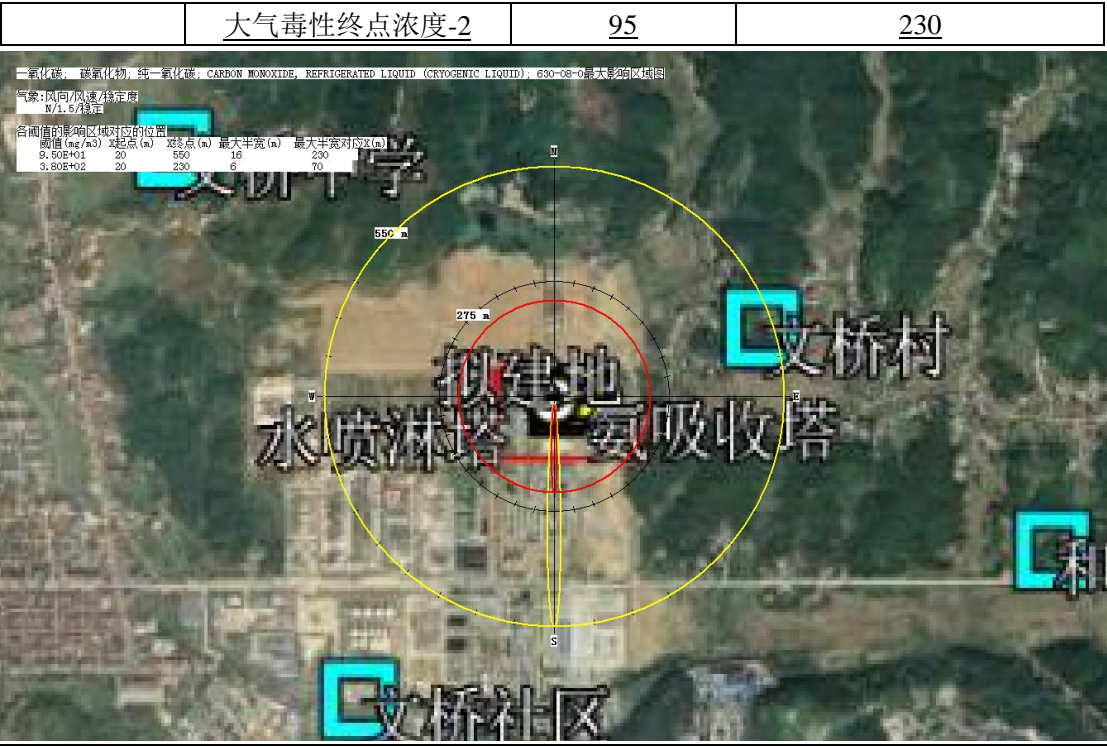 大气毒性终点浓度-2 95 230
一氧化碳; 碳氧化物; 纯一氧化碳; CARBON MONOXIDE, REFRIGERATED LIQUID (CRYOGENIC LIQUID); 630-08-0最大影响区域图
气象:风向/风速/稳定度
N/1.5/稳定
各阈值的影响区域对应的位置
阈值(mg/m3) X起点(m) X终点(m) 最大半宽(m) 最大半宽对应X(m)
9.50E+01 20 550 16 230
3.80E+02 20 230 6 70
文桥中学
N
550 m
275 m
文桥村
拟建地
W
E
水喷淋塔
氨吸收塔
和
S
文桥社区